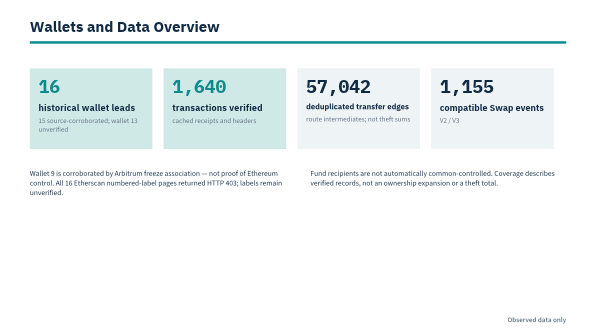 Wallets and Data Overview
16
historical wallet leads
15 source-corroborated; wallet 13
unverified
1,640
transactions verified
cached receipts and headers
57,042
deduplicated transfer edges
route intermediates; not theft sums
1,155
compatible Swap events
V2 / V3
Wallet 9 is corroborated by Arbitrum freeze association — not proof of Ethereum
control. All 16 Etherscan numbered-label pages returned HTTP 403; labels remain
unverified.
Fund recipients are not automatically common-controlled. Coverage describes
verified records, not an ownership expansion or a theft total.
Observed data only